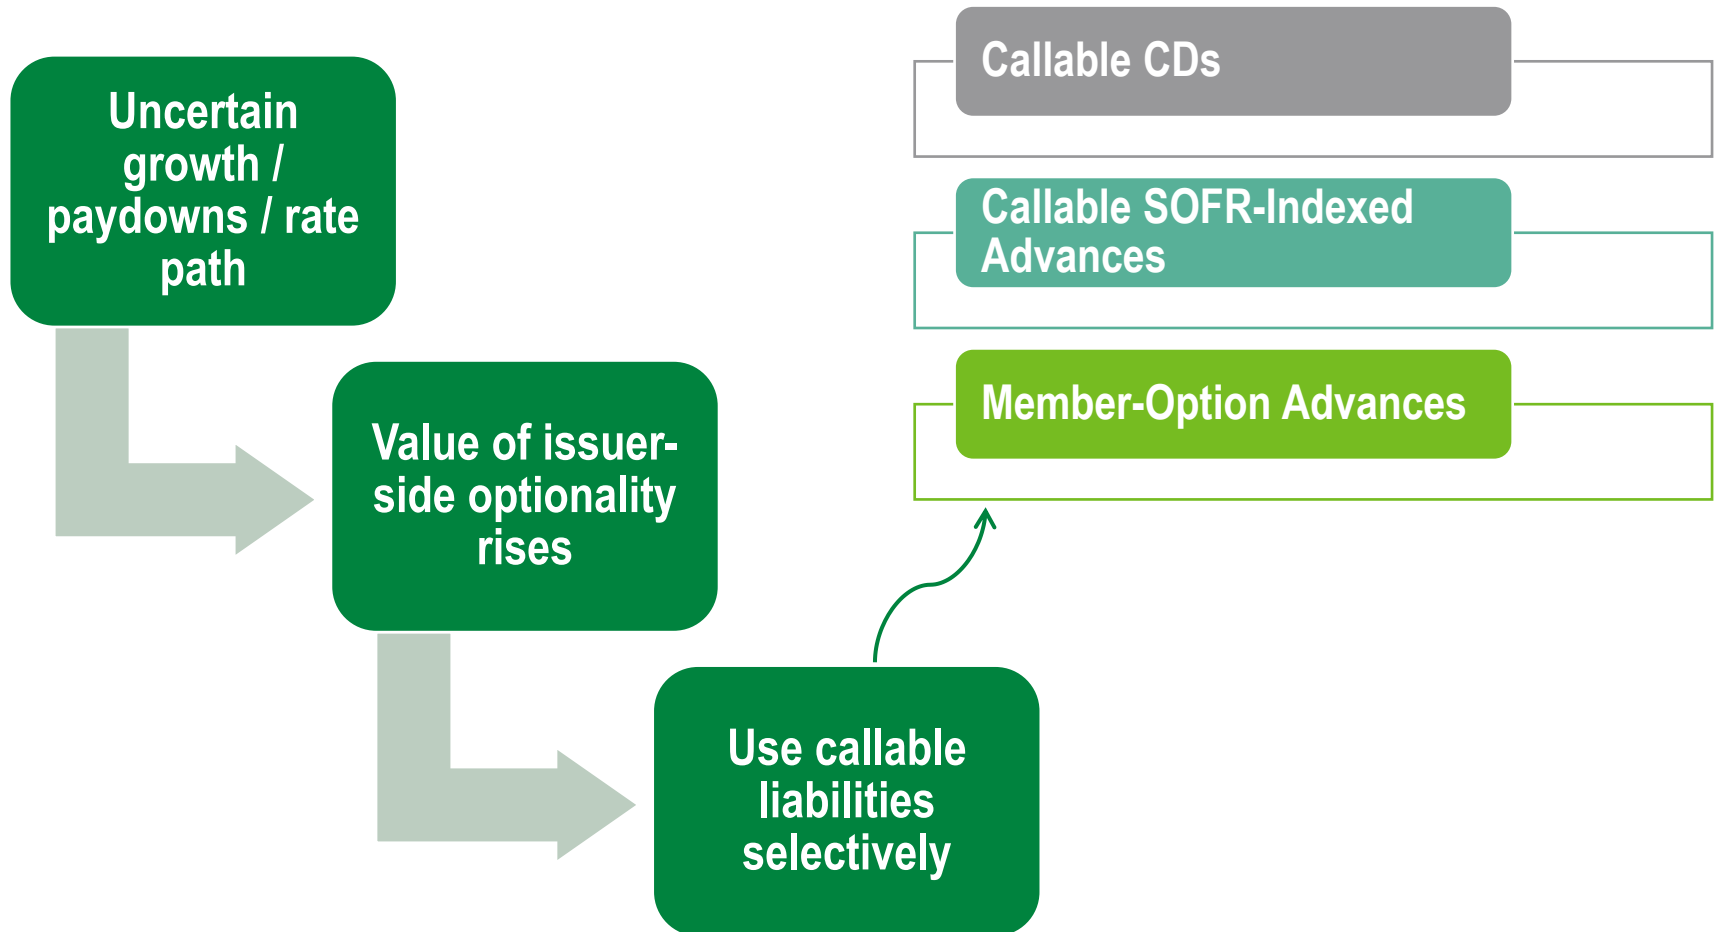 Uncertain
growth /
paydowns / rate
path
Value of issuer-
side optionality
rises
Use callable
liabilities
selectively
Callable CDs
Callable SOFR-Indexed
Advances
Member-Option Advances